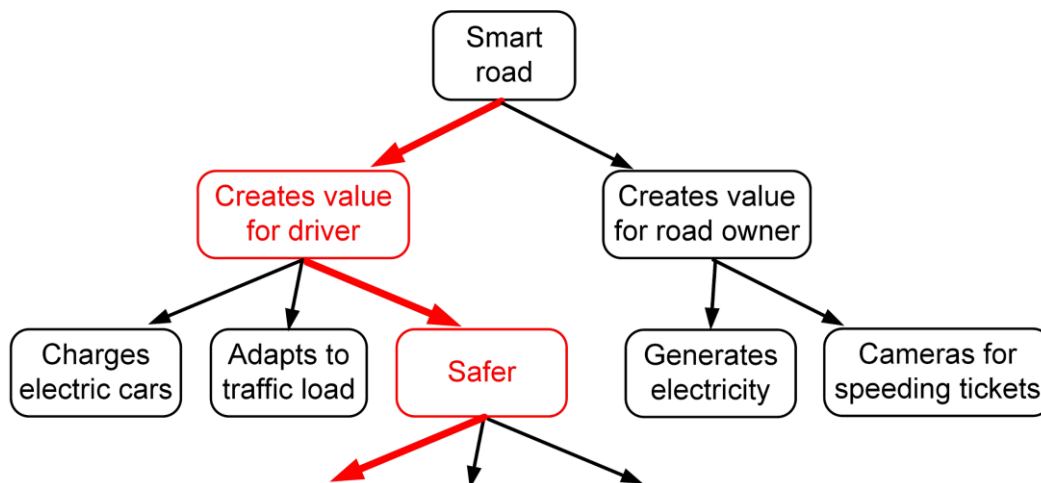 Smart
road
Creates value
for driver
Creates value
for road owner
Charges
electric cars
Adapts to
traffic load
Safer
Generates
electricity
Cameras for
speeding tickets